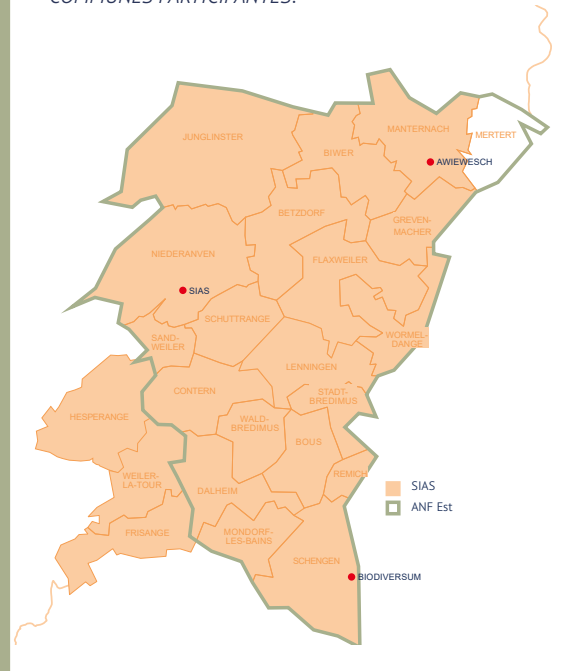 COMMUNES PARTICIPANTES:
JUNGLINSTER
MANTERNACH
MERTERT
BIWER
AWIEWESCH
BETZDORF
GREVEN-
MACHER
NIEDERANVEN
FLAXWEILER
SIAS
SCHUTTRANGE
SAND-
WEILER
WORMEL-
DANGE
LENNINGEN
CONTERN
STADT-
BREDIMUS
HESPERANGE
WALD-
BREDIMUS
BOUS
WEILER-
LA-TOUR
REMICH
DALHEIM
SIAS
ANF Est
FRISANGE
MONDORF-
LES-BAINS
SCHENGEN
BIODIVERSUM